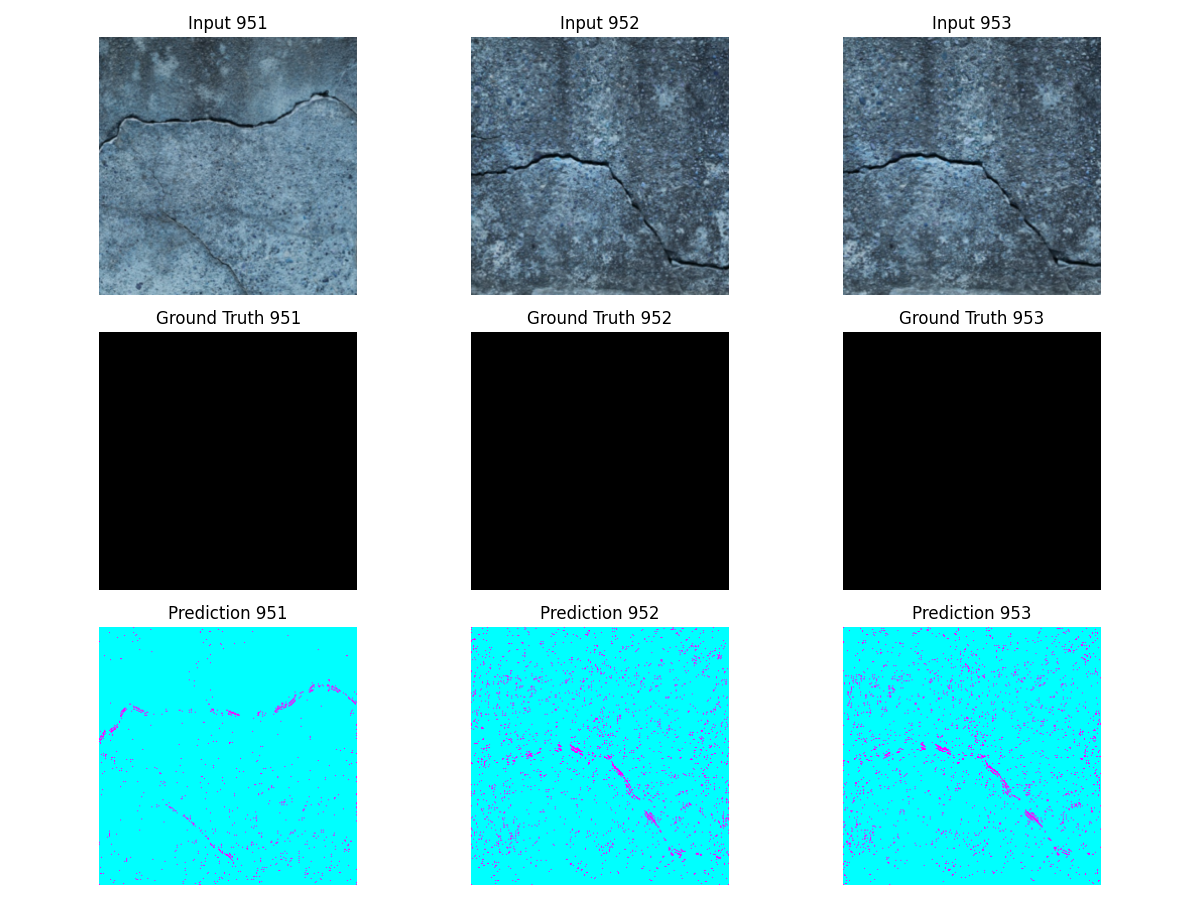 Input 951
Input 952
Input 953
Ground Truth 951
Ground Truth 952
Ground Truth 953
Prediction 951
Prediction 952
Prediction 953